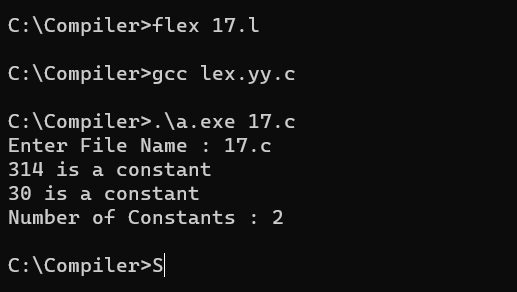 C:\Compiler>flex 17.l
C:\Compiler>gcc lex.yy.c
C:\Compiler>.\a.exe 17.c
Enter File Name : 17.c
314 is a constant
30 is a constant
Number of Constants : 2
C:\Compiler>S